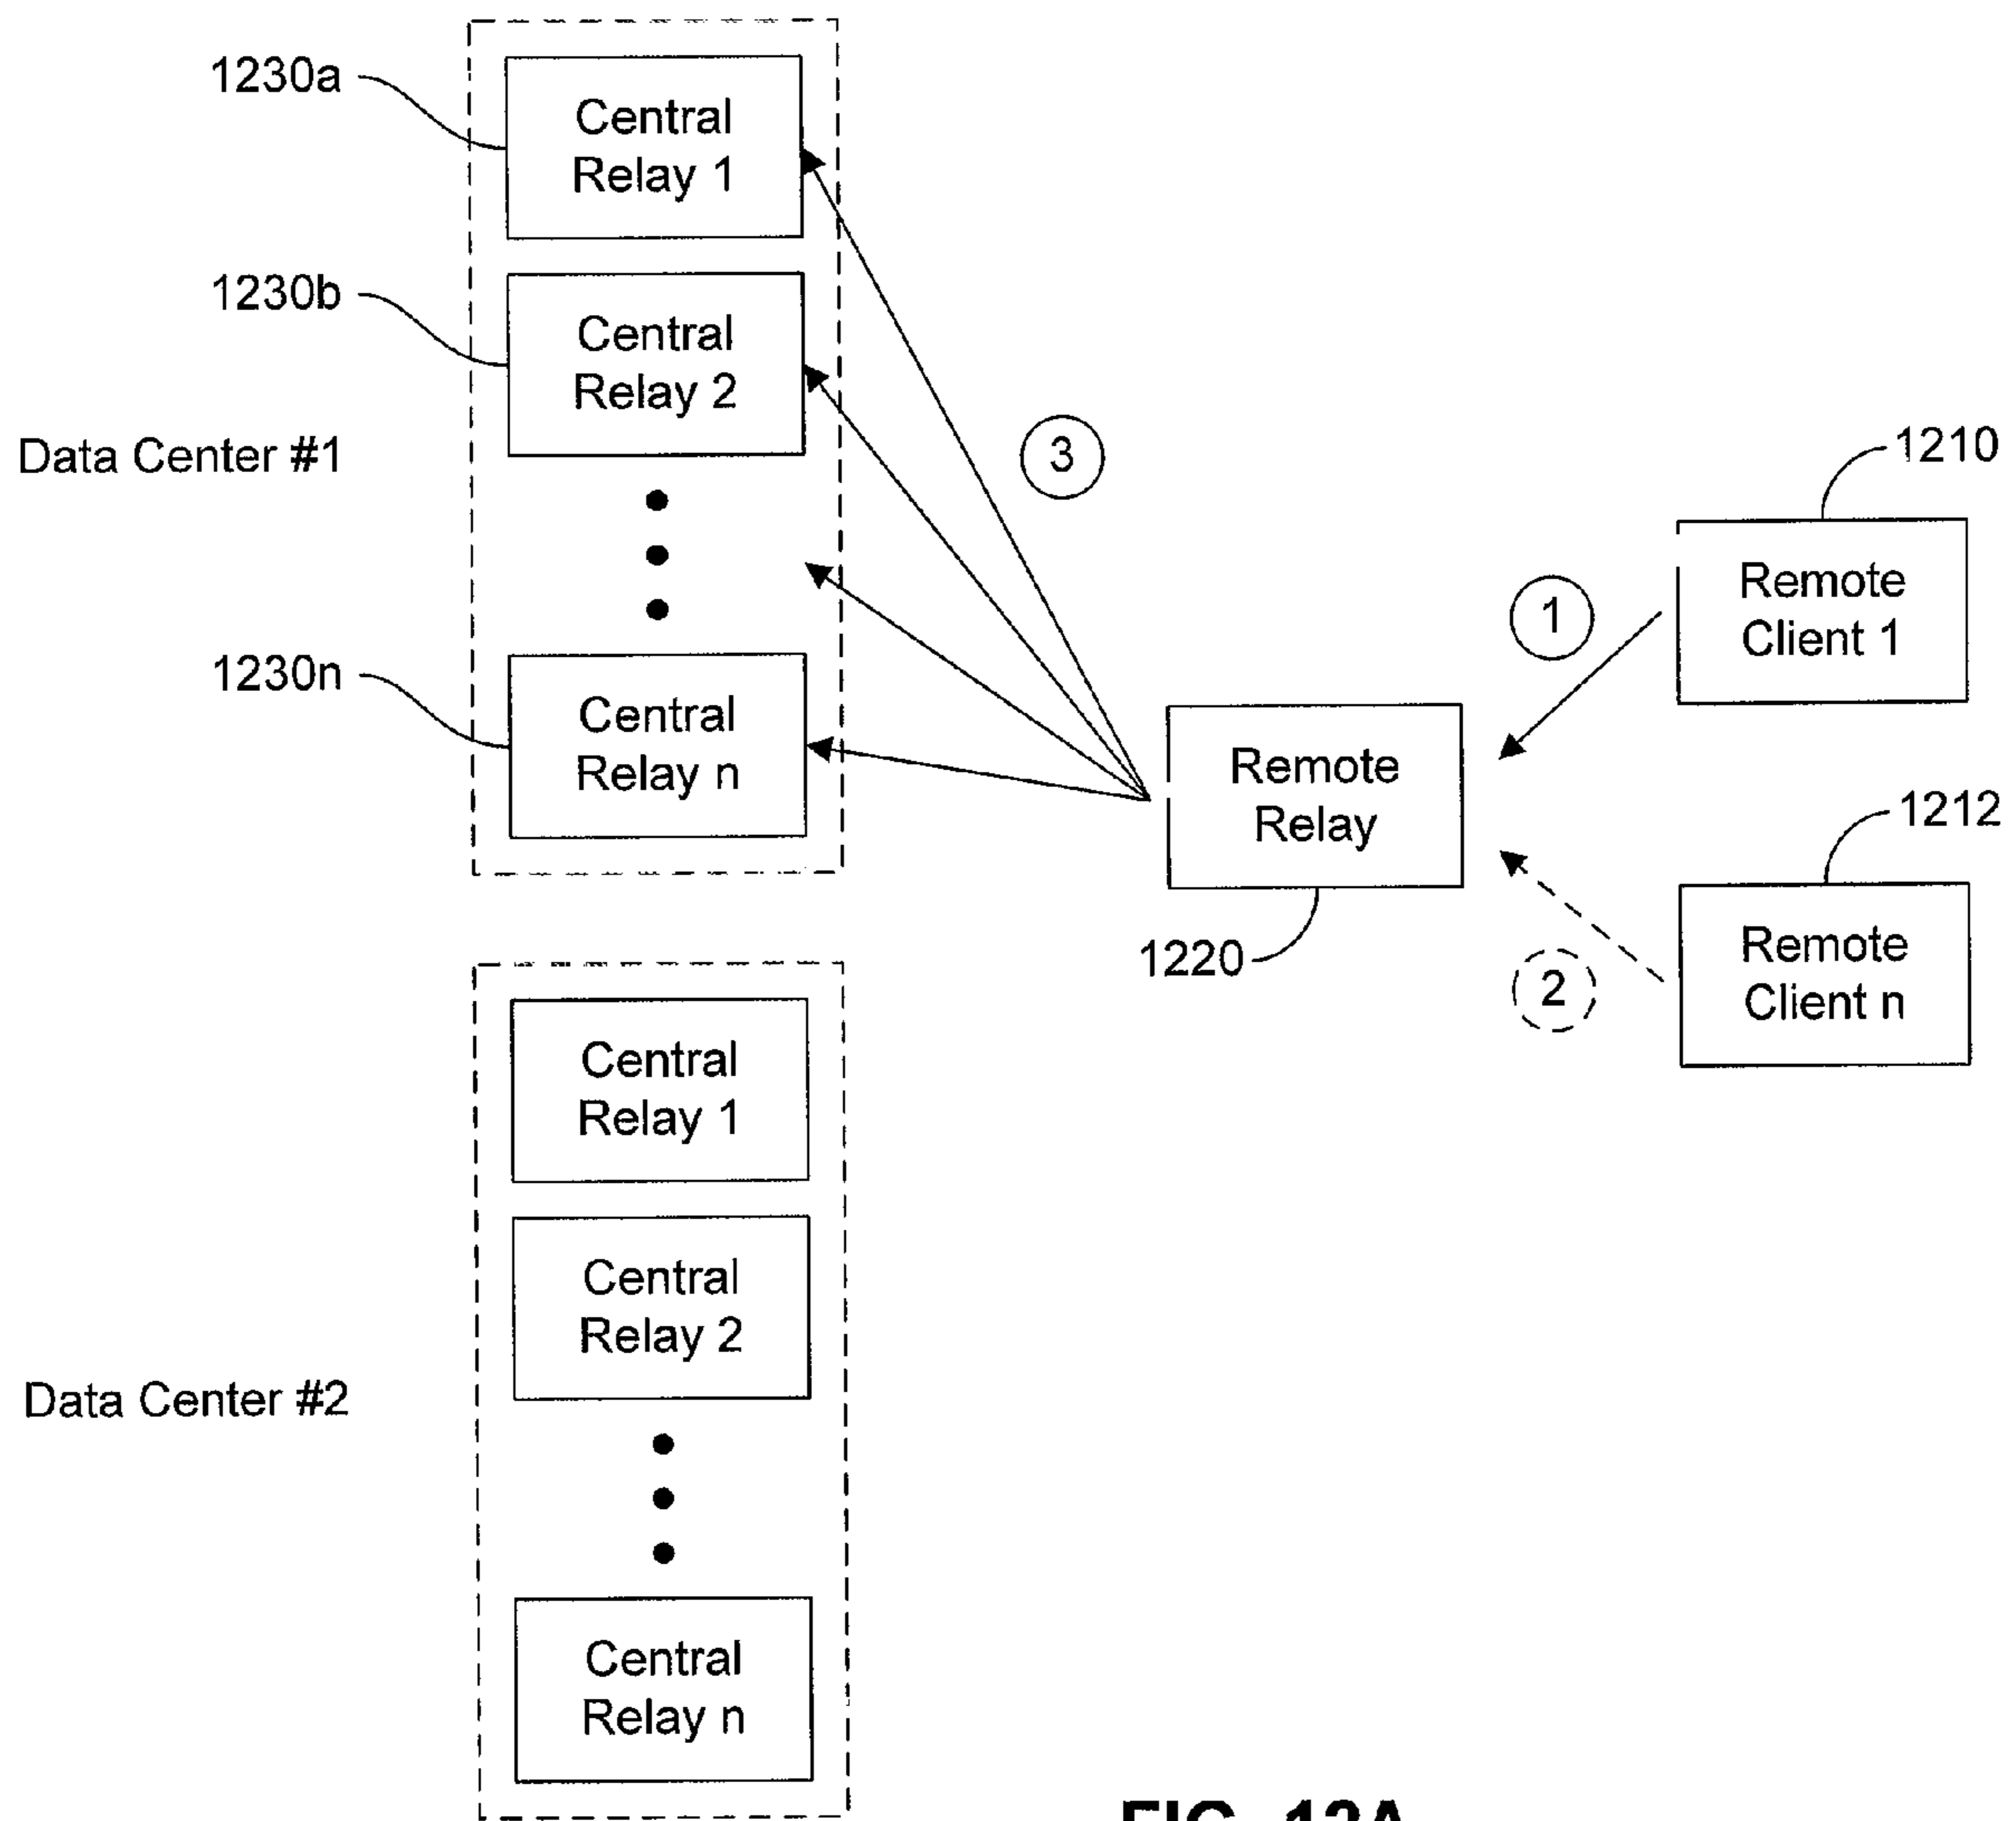 1230a
Central
Relay 1
1230b
Central
Relay 2
Data Center #1
3
1210
Remote
Client 1
1
1230n
Central
Relay n
Remote
Relay
1220
1212
Remote
Client n
2
Central
Relay 1
Central
Relay 2
Data Center #2
Central
Relay n
FIG.